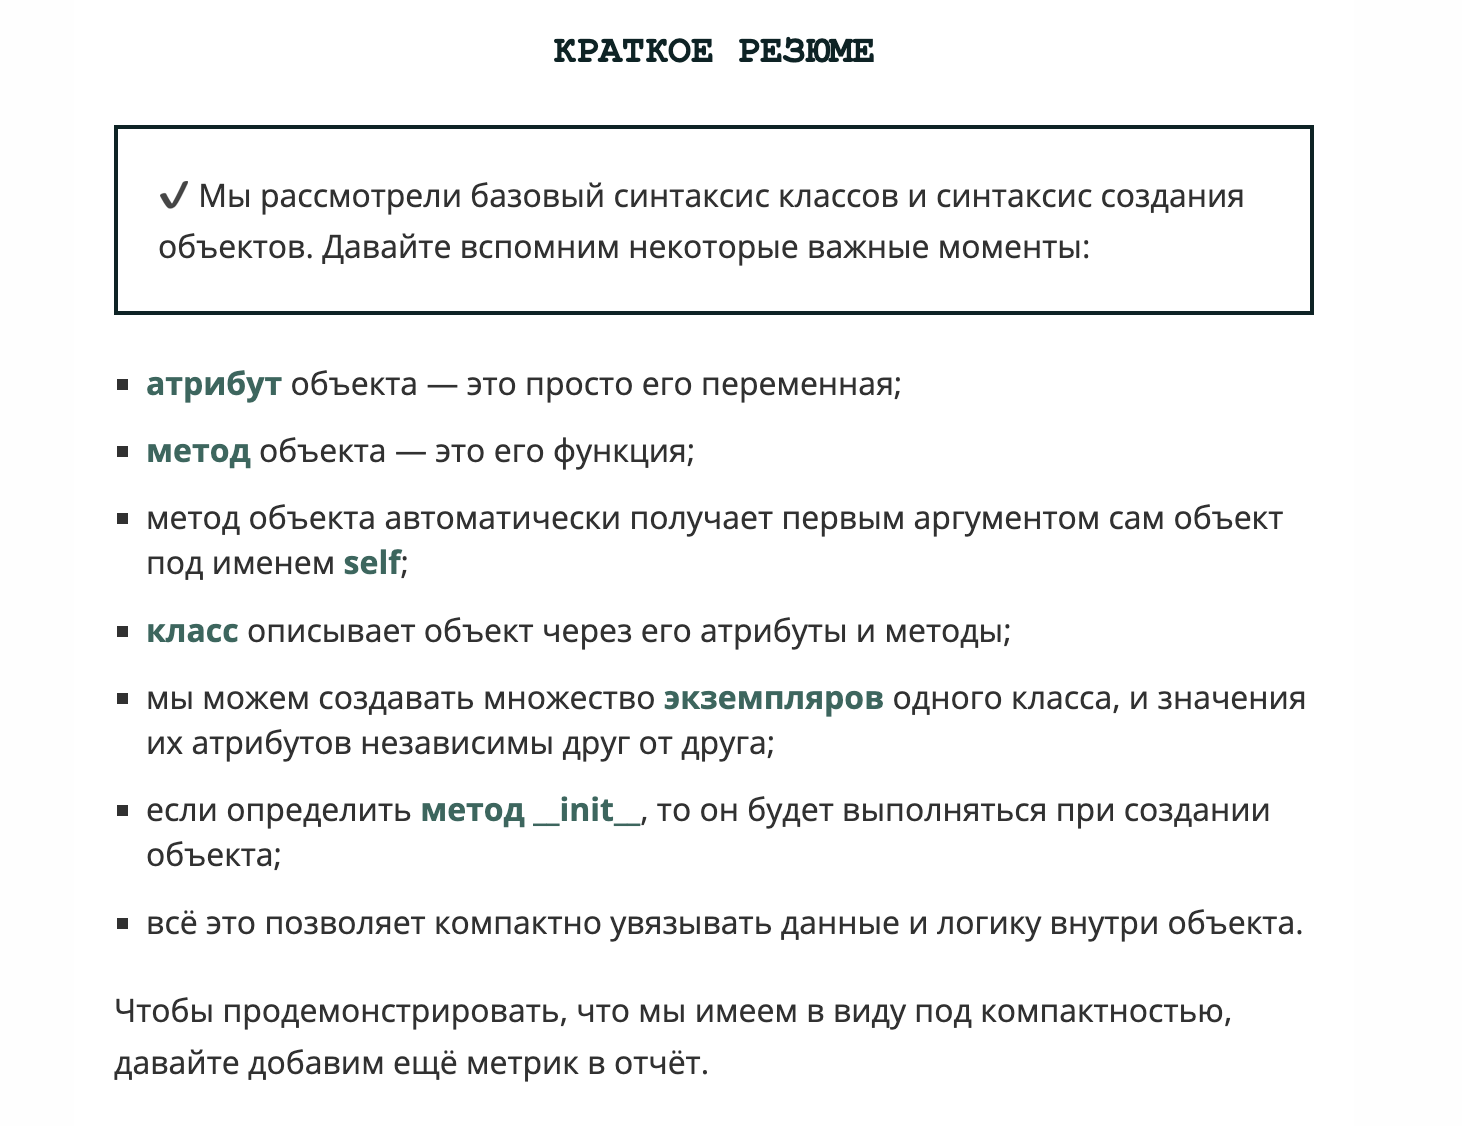 КРАТКОЕ РЕЗЮМЕ
✔ Мы рассмотрели базовый синтаксис классов и синтаксис создания
объектов. Давайте вспомним некоторые важные моменты:
▪ атрибут объекта — это просто его переменная;
▪ метод объекта — это его функция;
▪ метод объекта автоматически получает первым аргументом сам объект
под именем self;
▪ класс описывает объект через его атрибуты и методы;
▪ мы можем создавать множество экземпляров одного класса, и значения
их атрибутов независимы друг от друга;
▪ если определить метод __init__, то он будет выполняться при создании
объекта;
▪ всё это позволяет компактно увязывать данные и логику внутри объекта.
Чтобы продемонстрировать, что мы имеем в виду под компактностью,
давайте добавим ещё метрик в отчёт.